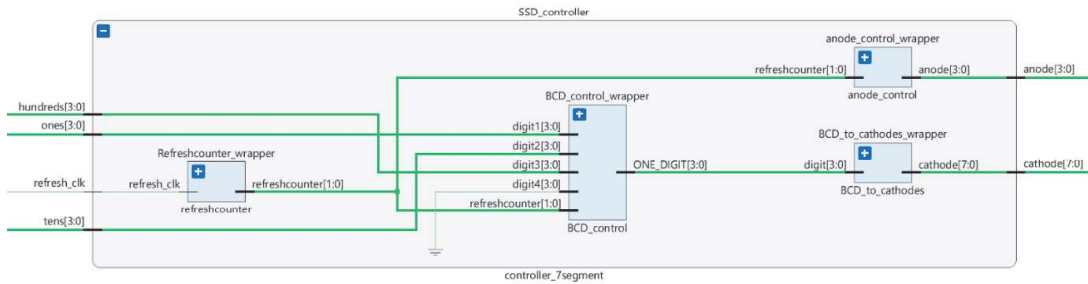 SSD_controller
anode_control_wrapper
refreshcounter[1:0]
anode[3:0]
anode[3:0]
anode_control
hundreds[3:0]
ones[3:0]
BCD_control_wrapper
digit1[3:0]
digit2[3:0]
digit3[3:0]
digit4[3:0]
refreshcounter[1:0]
ONE_DIGIT[3:0]
BCD_control
BCD_to_cathodes_wrapper
digit[3:0]
cathode[7:0]
cathode[7:0]
BCD_to_cathodes
Refreshcounter_wrapper
refresh_clk
refresh_clk
refreshcounter[1:0]
refreshcounter
tens[3:0]
controller_7segment